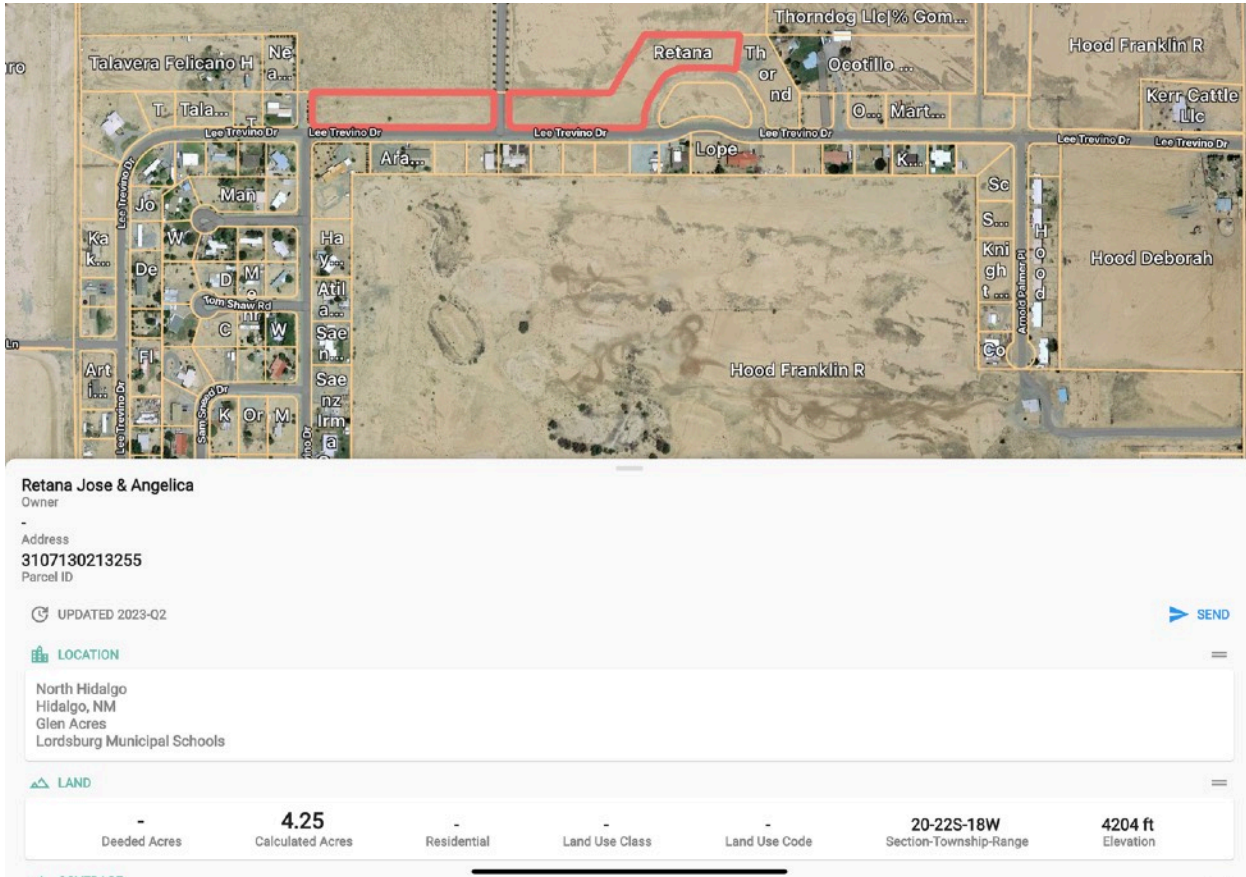 Thorndog Llc|% Gom...
Talavera Felicano H
Ne
a...
Retana
Th
or
nd
Ocotillo ...
Hood Franklin R
Kerr Cattle
Llc
T.
Tala...
T
O...
Mart...
Lee Trevino Dr
Lee Trevino Dr
Lee Trevino Dr
Lee Trevino Dr
Lee Trevino Dr
Lee Trevino Dr
Ara...
Lope
K...
Lee Trevino Dr
Jo
Man
Sc
Ka
k...
W
Ha
y...
S...
De
D
M
Kni
gh
t ...
H
o
o
d
Hood Deborah
Atil
a...
Tom Shaw Rd
Arnold Palmer Pl
C
W
Sae
n...
Ln
Fl
Co
Art
i...
Sae
nz
Irm
a
Hood Franklin R
Lee Trevino Dr
Sam Snead Dr
K
Or
M.
Retana Jose & Angelica
Owner
-
Address
3107130213255
Parcel ID
UPDATED 2023-Q2
SEND
LOCATION
North Hidalgo
Hidalgo, NM
Glen Acres
Lordsburg Municipal Schools
LAND
- 4.25 - - - 20-22S-18W 4204 ft
Deeded Acres Calculated Acres Residential Land Use Class Land Use Code Section-Township-Range Elevation